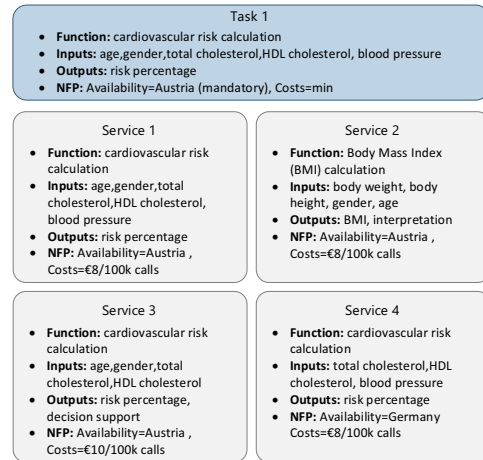 Task 1
• Function: cardiovascular risk calculation
• Inputs: age,gender,total cholesterol,HDL cholesterol, blood pressure
• Outputs: risk percentage
• NFP: Availability=Austria (mandatory), Costs=min
Service 1
• Function: cardiovascular risk
calculation
• Inputs: age,gender,total
cholesterol,HDL cholesterol,
blood pressure
• Outputs: risk percentage
• NFP: Availability=Austria ,
Costs=€8/100k calls
Service 2
• Function: Body Mass Index
(BMI) calculation
• Inputs: body weight, body
height, gender, age
• Outputs: BMI, interpretation
• NFP: Availability=Austria ,
Costs=€8/100k calls
Service 3
• Function: cardiovascular risk
calculation
• Inputs: age,gender,total
cholesterol,HDL cholesterol
• Outputs: risk percentage,
decision support
• NFP: Availability=Austria ,
Costs=€10/100k calls
Service 4
• Function: cardiovascular risk
calculation
• Inputs: total cholesterol,HDL
cholesterol, blood pressure
• Outputs: risk percentage
• NFP: Availability=Germany
Costs=€8/100k calls